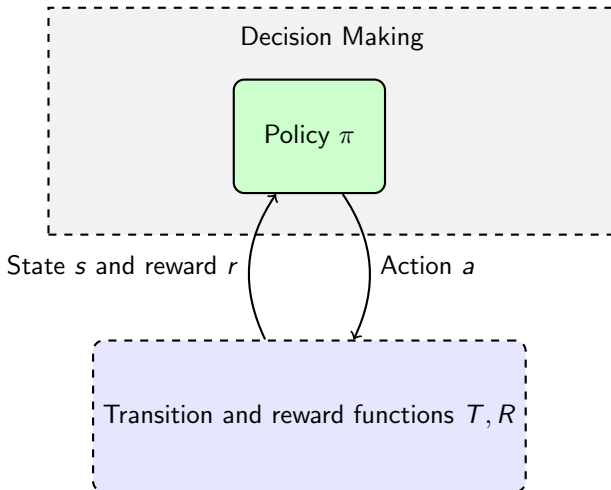 Decision Making
Policy π
State s and reward r
Action a
Transition and reward functions T, R